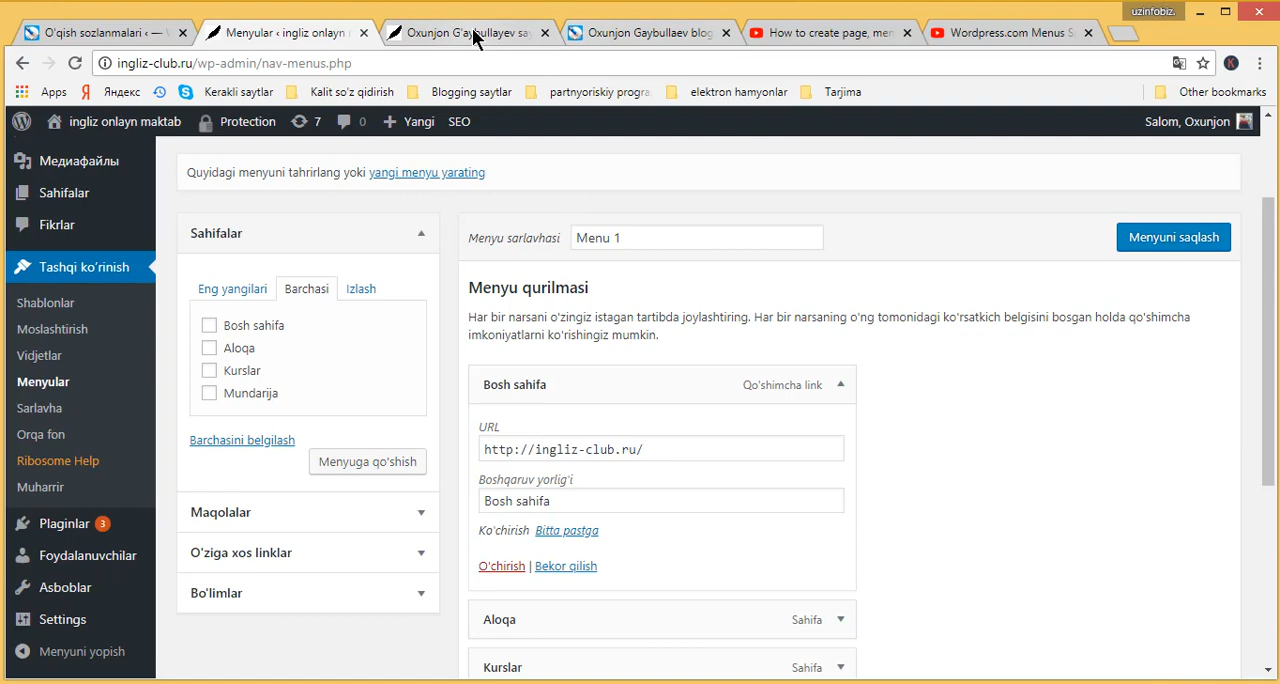 uzinfobiz.
O'qish sozlanmalari ‹ — W
Menyular ‹ ingliz onlayn
Oxunjon G'aybullayev say
Oxunjon Gaybullaev blog
How to create page, men
Wordpress.com Menus S
ingliz-club.ru/wp-admin/nav-menus.php
K
Apps
Яндекс
Kerakli saytlar
Kalit so'z qidirish
Blogging saytlar
partnyoriskiy progra
elektron hamyonlar
Tarjima
Other bookmarks
ingliz onlayn maktab
Protection
7
0
Yangi
SEO
Salom, Oxunjon
Медиафайлы
Sahifalar
Fikrlar
Tashqi ko‘rinish
Shablonlar
Moslashtirish
Vidjetlar
Menyular
Sarlavha
Orqa fon
Ribosome Help
Muharrir
Plaginlar 3
Foydalanuvchilar
Asboblar
Settings
Menyuni yopish
Quyidagi menyuni tahrirlang yoki yangi menyu yarating
Sahifalar
Eng yangilari
Barchasi
Izlash
Bosh sahifa
Aloqa
Kurslar
Mundarija
Barchasini belgilash
Menyuga qo'shish
Maqolalar
O'ziga xos linklar
Bo'limlar
Menyu sarlavhasi
Menu 1
Menyuni saqlash
Menyu qurilmasi
Har bir narsani o'zingiz istagan tartibda joylashtiring. Har bir narsaning o'ng tomonidagi ko'rsatkich belgisini bosgan holda qo'shimcha
imkoniyatlarni ko'rishingiz mumkin.
Bosh sahifa
Qo'shimcha link
URL
http://ingliz-club.ru/
Boshqaruv yorlig'i
Bosh sahifa
Ko'chirish Bitta pastga
O'chirish | Bekor qilish
Aloqa
Sahifa
Kurslar
Sahifa